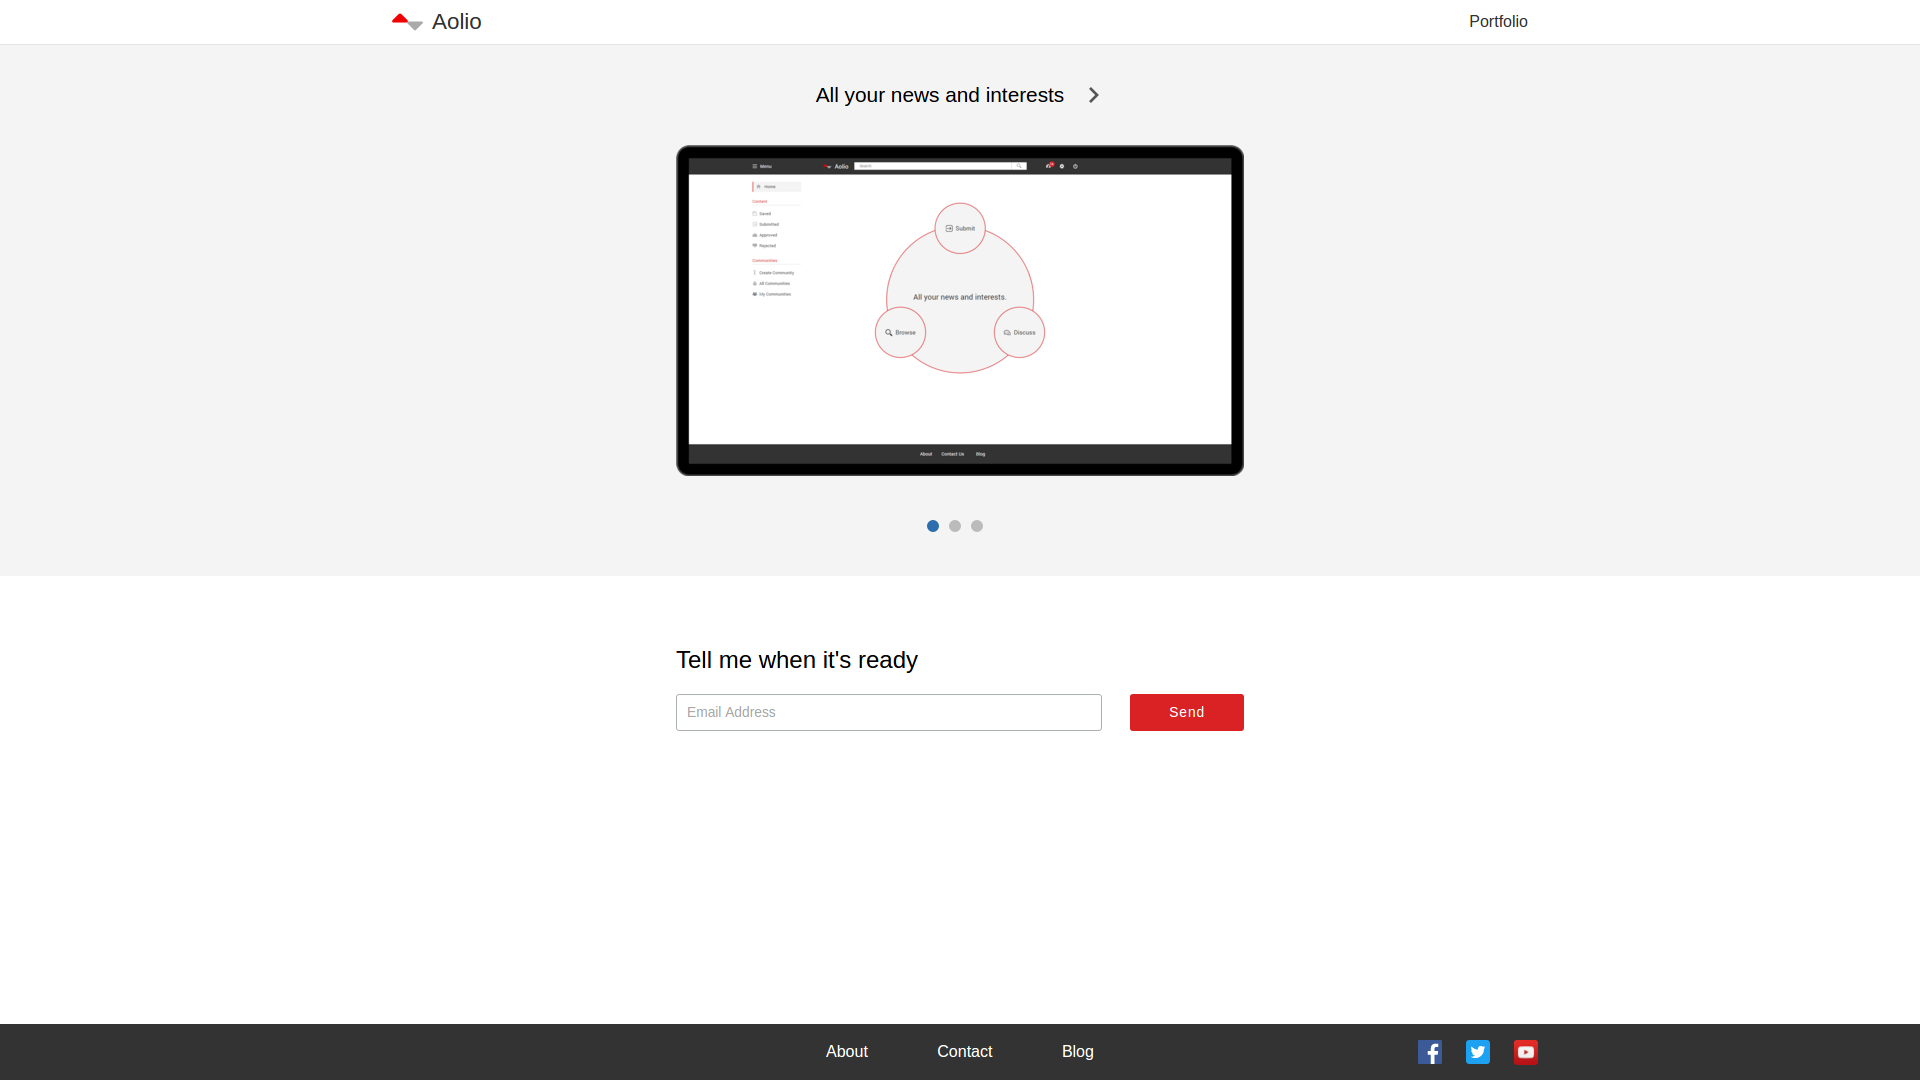 Aolio
Portfolio
All your news and interests
Menu
Aolio
Search
Home
Content
Saved
Submitted
Approved
Rejected
Communities
Create Community
All Communities
My Communities
Submit
All your news and interests.
Browse
Discuss
About Contact Us Blog
Tell me when it's ready
Email Address
Send
About Contact Blog